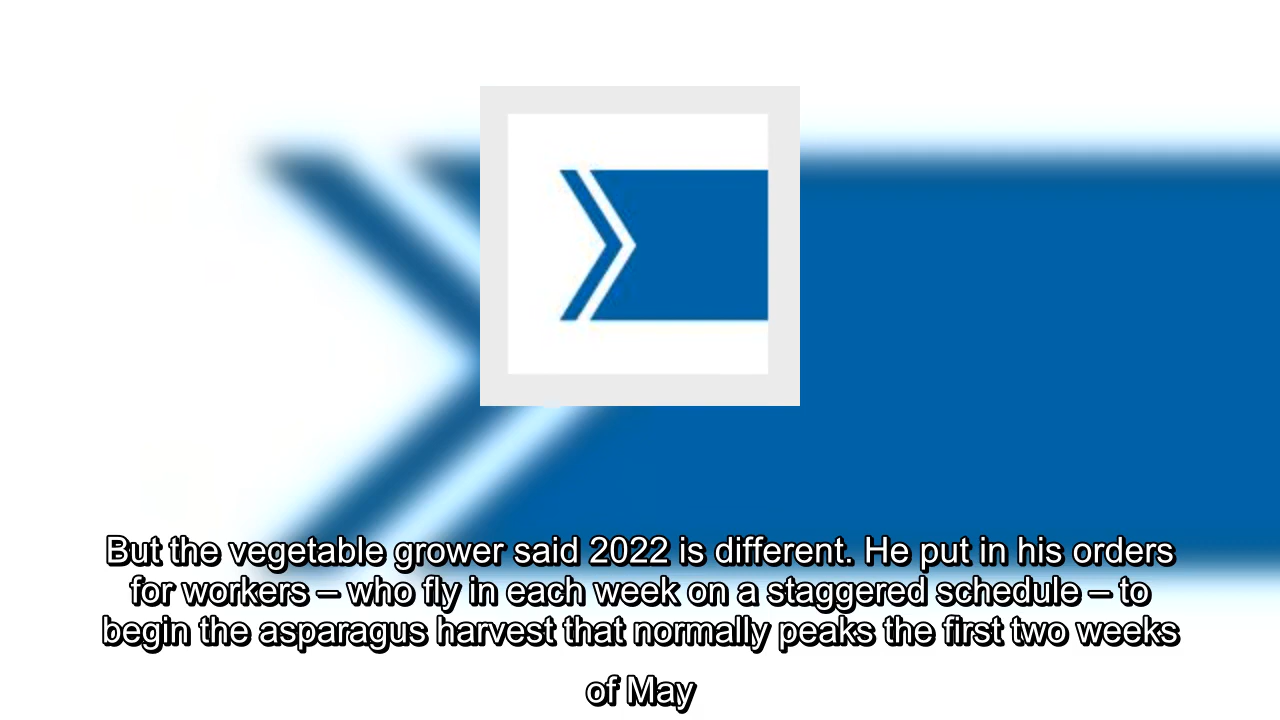 But the vegetable grower said 2022 is different. He put in his orders
for workers – who fly in each week on a staggered schedule – to
begin the asparagus harvest that normally peaks the first two weeks
of May